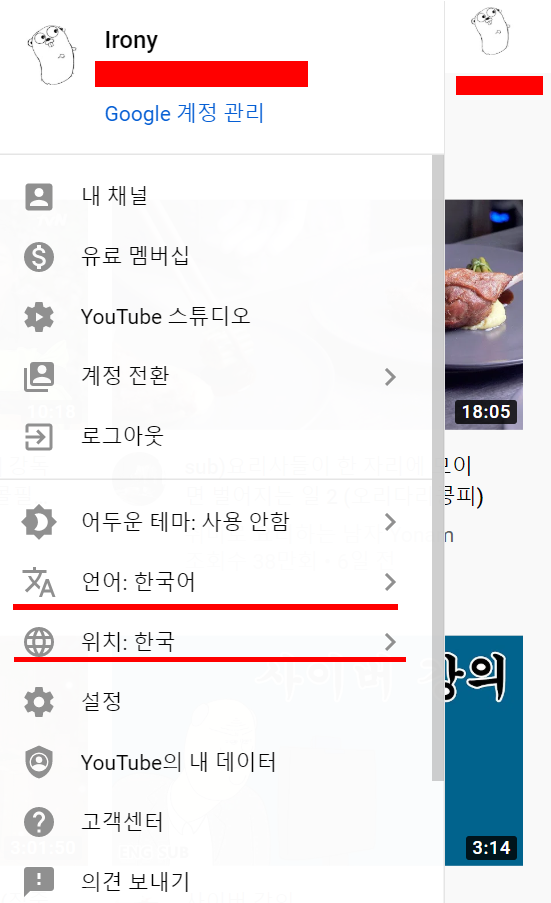 Irony
Google 계정 관리
내 채널
유료 멤버십
YouTube 스튜디오
계정 전환
로그아웃
어두운 테마: 사용 안함
언어: 한국어
위치: 한국
설정
YouTube의 내 데이터
고객센터
의견 보내기
18:05
3:14